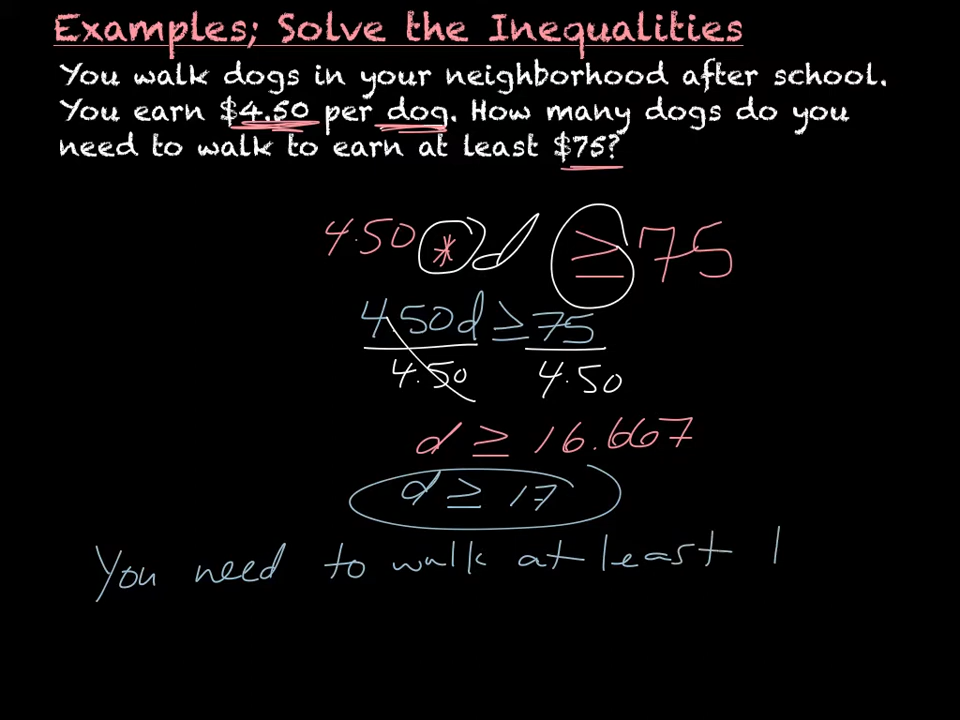 Examples; Solve the Inequalities
You walk dogs in your neighborhood after school.
You earn $4.50 per dog. How many dogs do you
need to walk to earn at least $75?
4.50 * d ≥ 75
4.50d ≥ 75
4.50 4.50
d ≥ 16.667
d ≥ 17
You need to walk at least 1